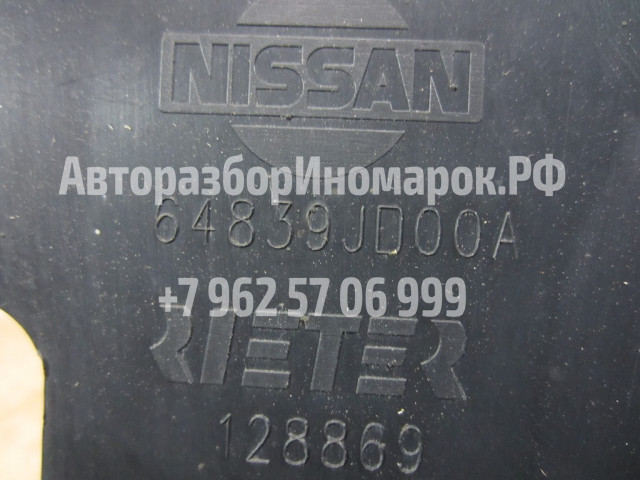 NISSAN
АвторазборИномарок.РФ
64839JD00A
+7 962 57 06 999
RIETER
128869